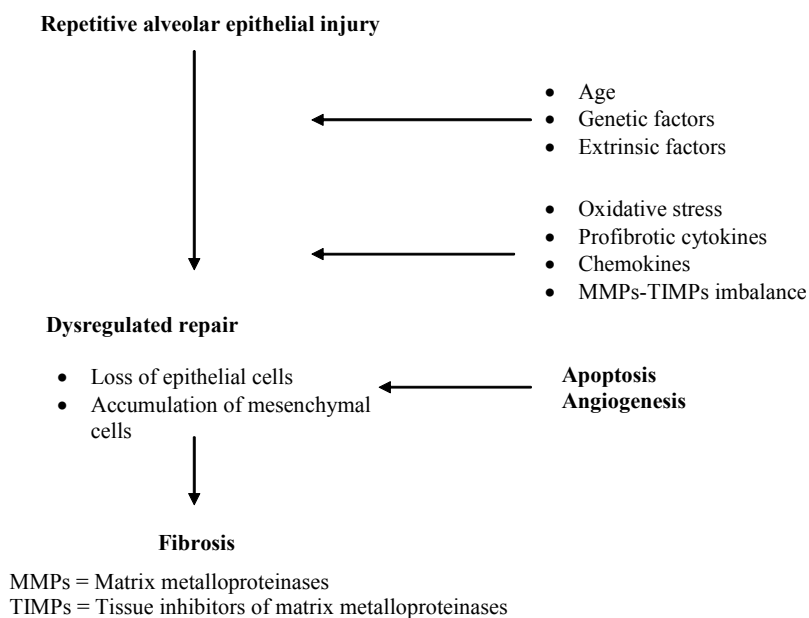 Repetitive alveolar epithelial injury
• Age
• Genetic factors
• Extrinsic factors
• Oxidative stress
• Profibrotic cytokines
• Chemokines
• MMPs-TIMPs imbalance
Dysregulated repair
• Loss of epithelial cells
• Accumulation of mesenchymal
cells
Apoptosis
Angiogenesis
Fibrosis
MMPs = Matrix metalloproteinases
TIMPs = Tissue inhibitors of matrix metalloproteinases